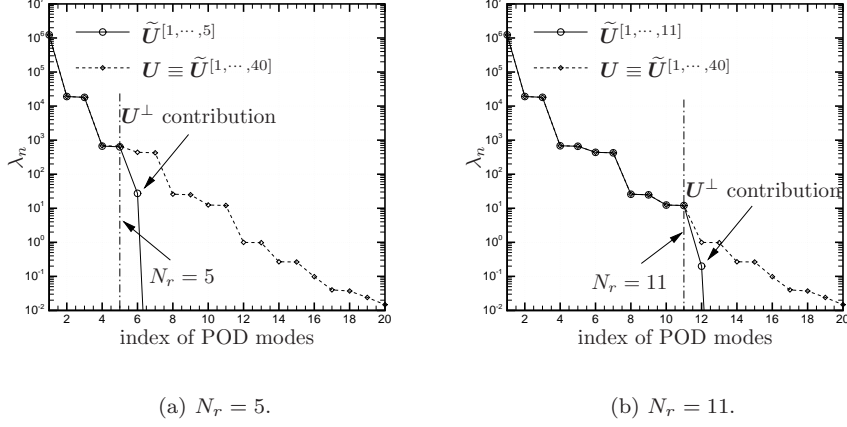 10^6
10^5
10^4
10^3
10^2
10^1
10^0
10^-1
10^-2
λ_n
Ũ^[1,⋯,5]
U ≡ Ũ^[1,⋯,40]
U^⊥ contribution
N_r = 5
2 4 6 8 10 12 14 16 18 20
index of POD modes
(a) N_r = 5.
10^6
10^5
10^4
10^3
10^2
10^1
10^0
10^-1
10^-2
λ_n
Ũ^[1,⋯,11]
U ≡ Ũ^[1,⋯,40]
U^⊥ contribution
N_r = 11
2 4 6 8 10 12 14 16 18 20
index of POD modes
(b) N_r = 11.